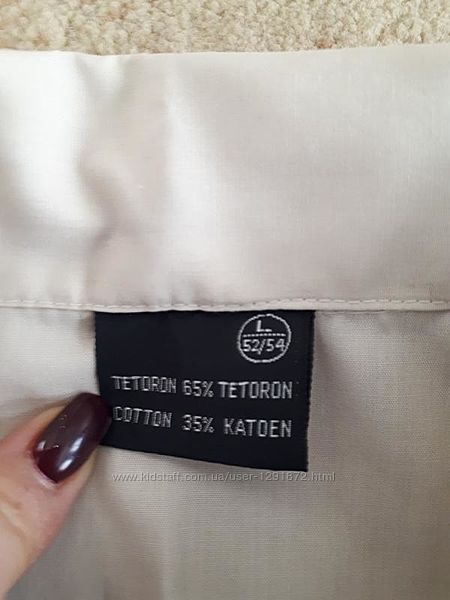 L.
52/54
TETORON 65% TETORON
COTTON 35% KATOEN
www.kidstaff.com.ua/user-1291872.html